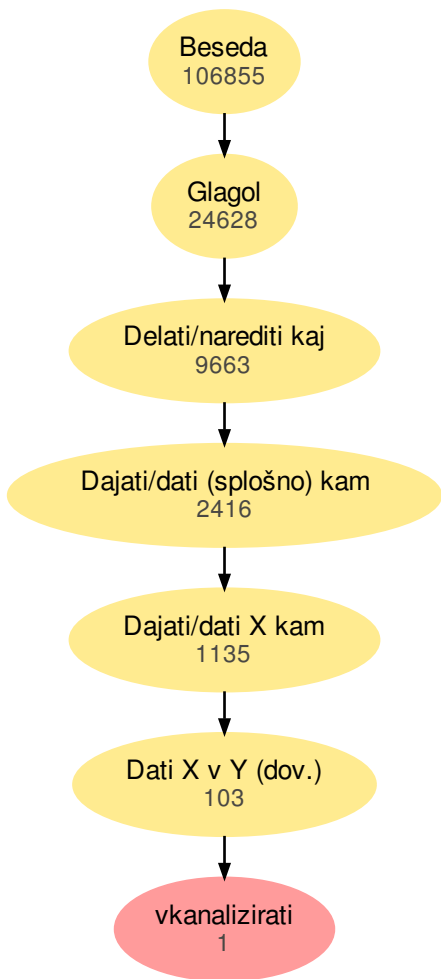 Beseda
106855
Glagol
24628
Delati/narediti kaj
9663
Dajati/dati (splošno) kam
2416
Dajati/dati X kam
1135
Dati X v Y (dov.)
103
vkanalizirati
1